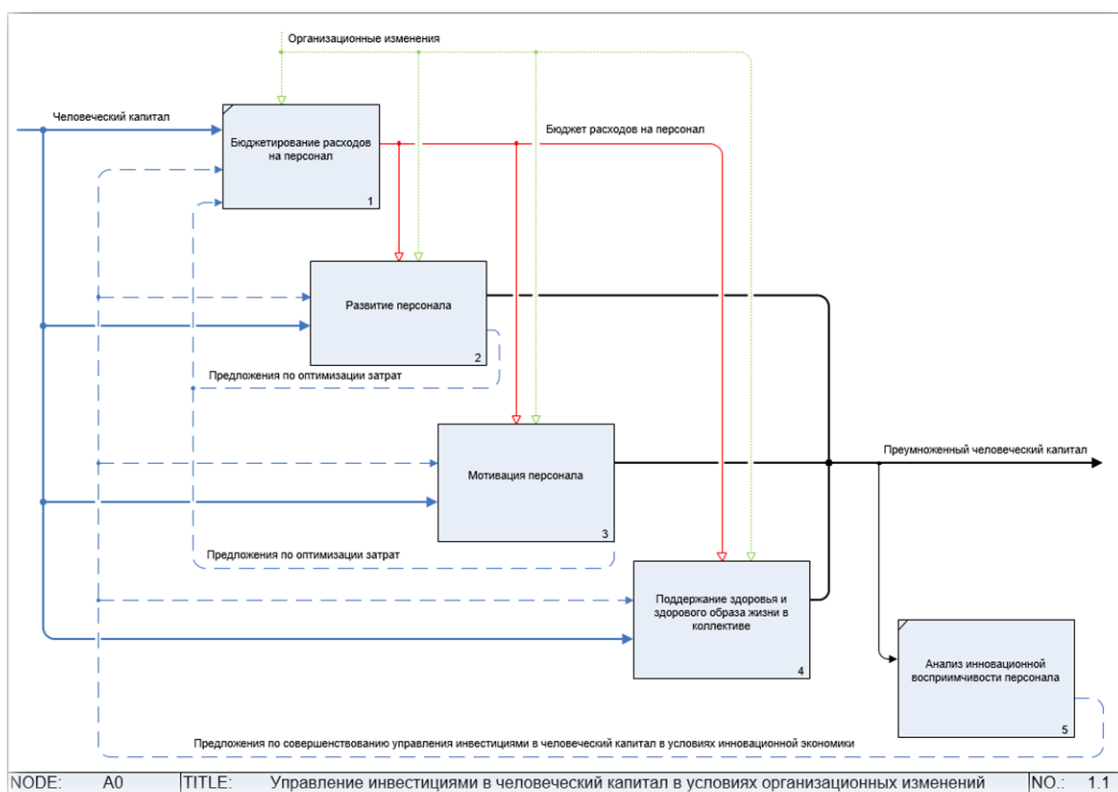 Организационные изменения
Человеческий капитал
Бюджет расходов на персонал
Бюджетирование расходов
на персонал
1
Развитие персонала
2
Предложения по оптимизации затрат
Мотивация персонала
3
Преумноженный человеческий капитал
Предложения по оптимизации затрат
Поддержание здоровья и
здорового образа жизни в
коллективе
4
Анализ инновационной
восприимчивости персонала
5
Предложения по совершенствованию управления инвестициями в человеческий капитал в условиях инновационной экономики
NODE: A0 TITLE: Управление инвестициями в человеческий капитал в условиях организационных изменений NO.: 1.1